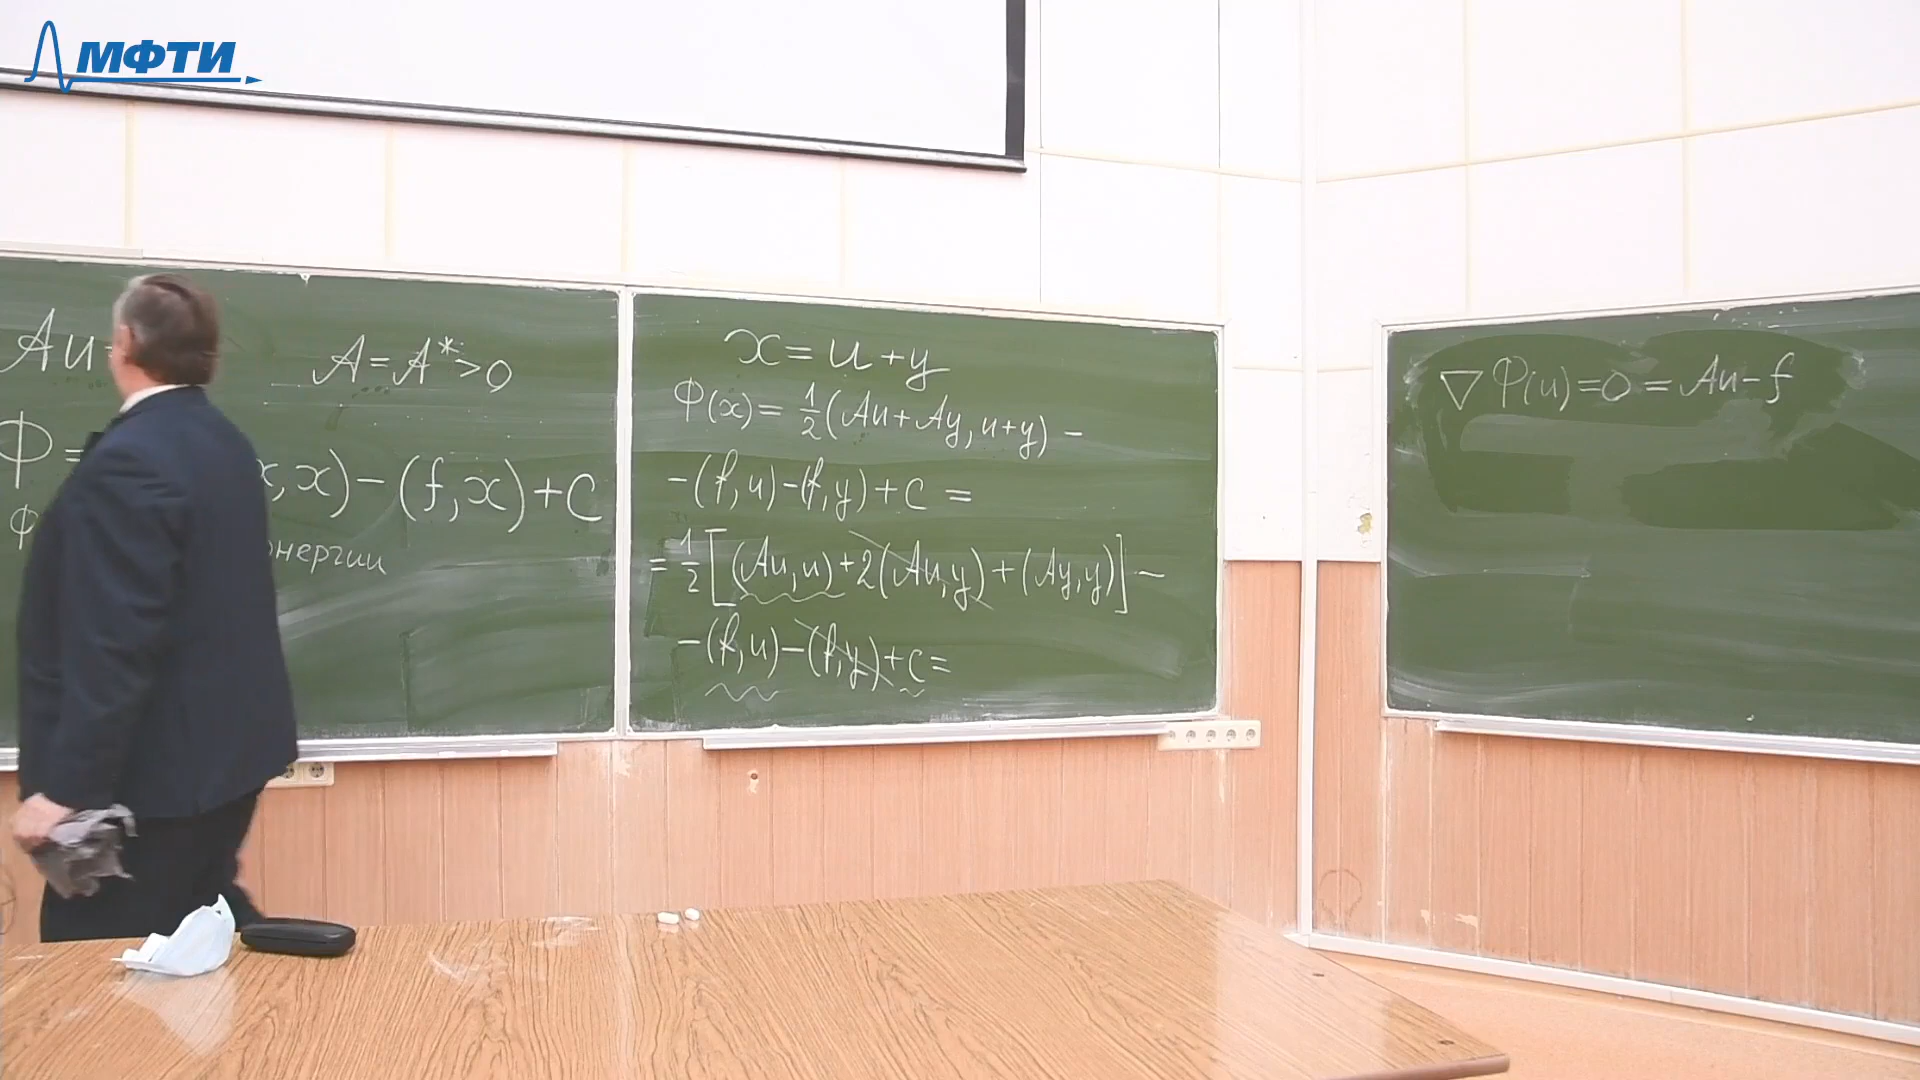 МФТИ
Au
A = A* > 0
Φ =
x, x) - (f, x) + C
Ф
энергии
x = u + y
Φ(x) = 1/2 (Au + Ay, u + y) -
- (f, u) - (f, y) + C =
= 1/2 [(Au, u) + 2(Au, y) + (Ay, y)] -
- (f, u) - (f, y) + C =
∇Φ(u) = 0 = Au - f